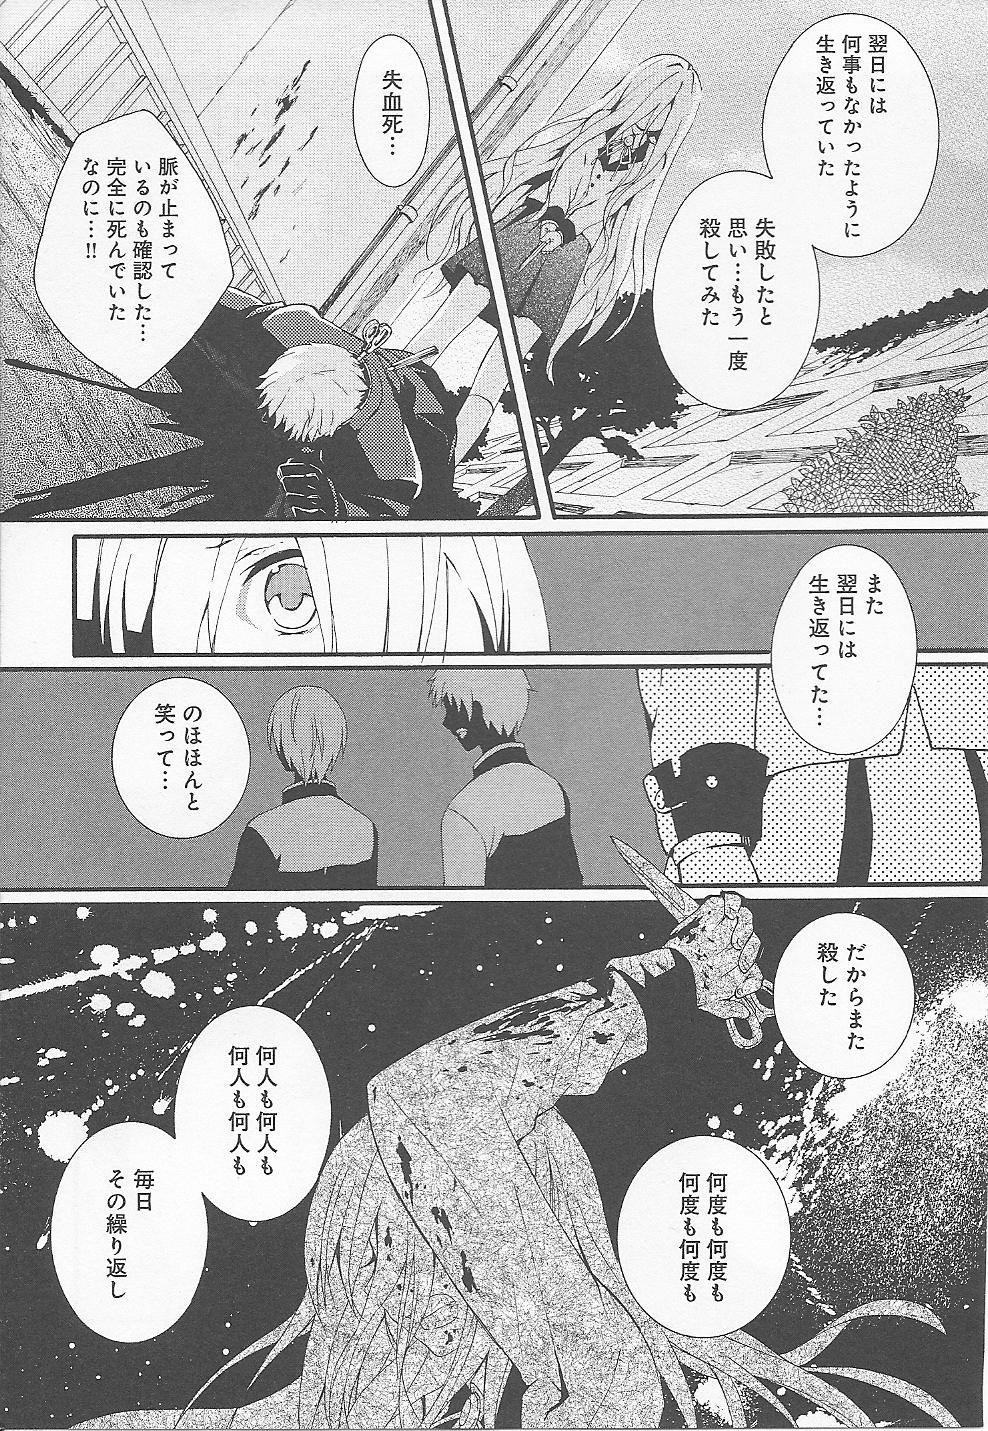 翌日には
何事もなかったように
生き返っていた
失敗したと
思い…もう一度
殺してみた
失血死…
脈が止まって
いるのも確認した…
完全に死んでいた
なのに…!!
また
翌日には
生き返ってた…
のほほんと
笑って…
だからまた
殺した
何度も何度も
何度も何度も
何人も何人も
何人も何人も
毎日
その繰り返し